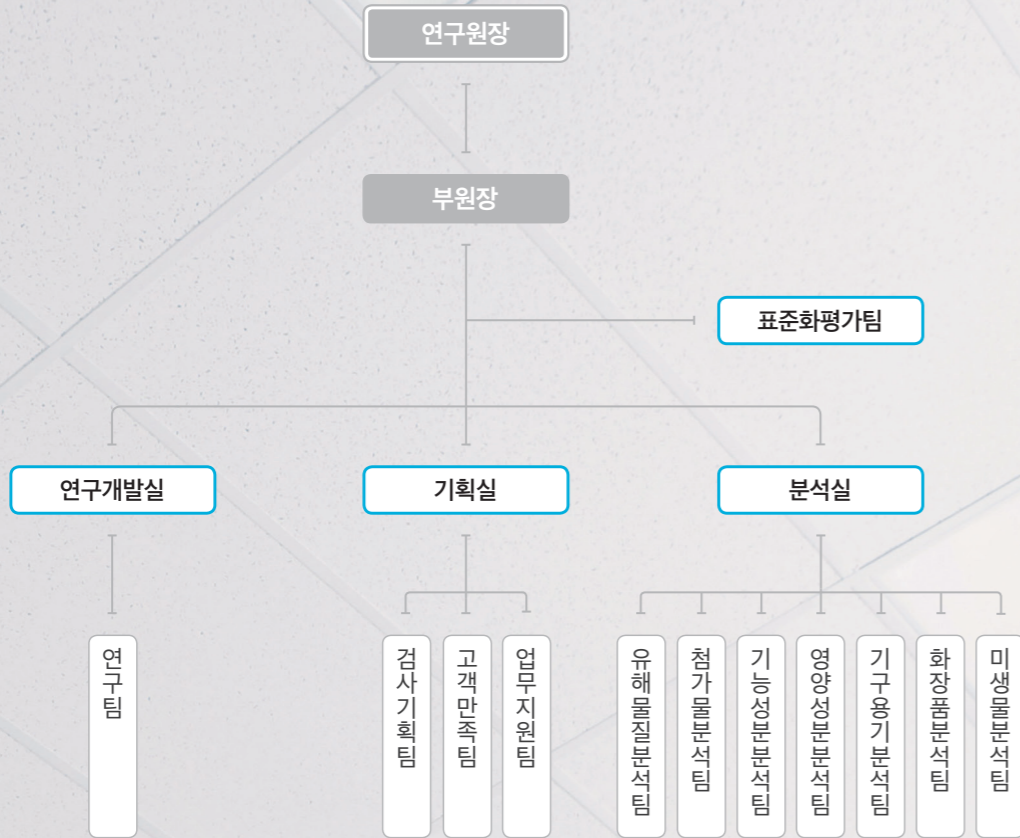 연구원장
부원장
표준화평가팀
연구개발실
기획실
분석실
연구팀
검사기획팀
고객만족팀
업무지원팀
유해물질분석팀
첨가물분석팀
기능성분분석팀
영양성분분석팀
기구용기분석팀
화장품분석팀
미생물분석팀